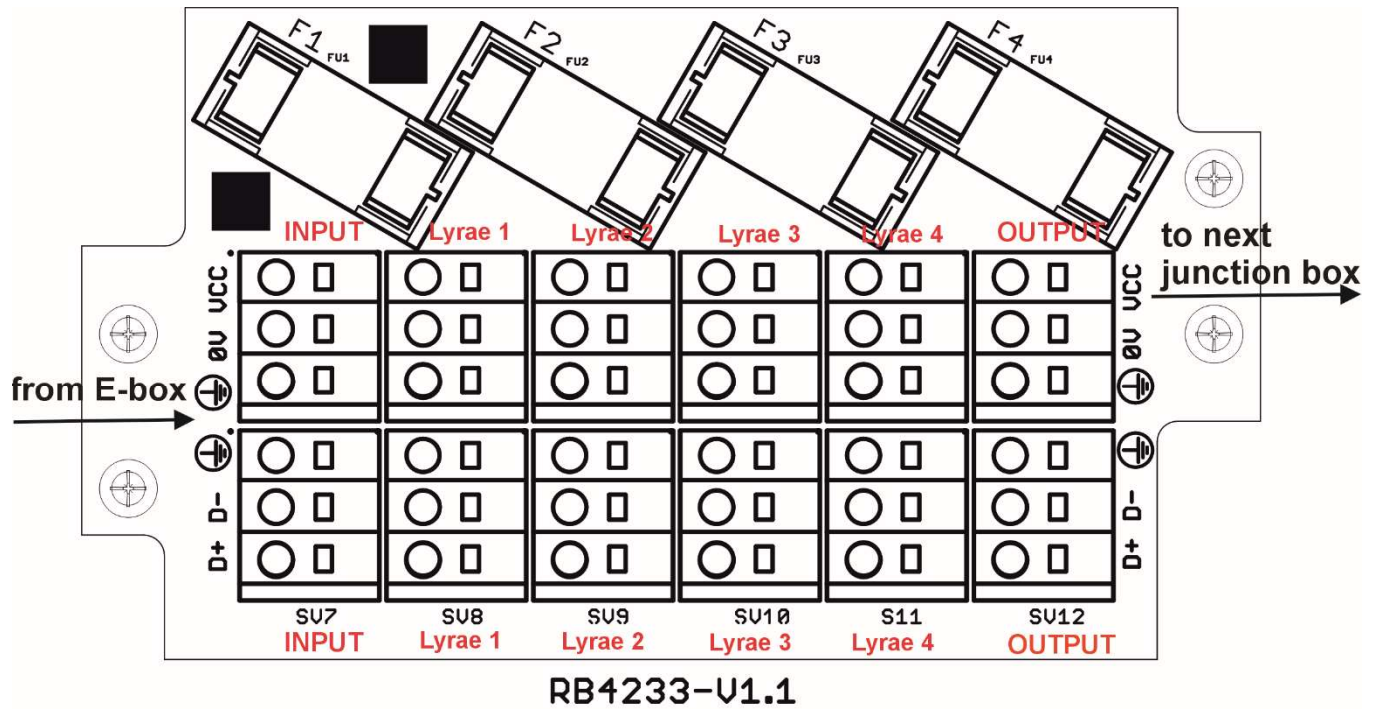 F1 F2 F3 F4
FU1 FU2 FU3 FU4
INPUT Lyrae 1 Lyrae 2 Lyrae 3 Lyrae 4 OUTPUT
to next
junction box
VCC VCC
0V 0V
from E-box
D- D-
D+ D+
SV7 SV8 SV9 SV10 S11 SV12
INPUT Lyrae 1 Lyrae 2 Lyrae 3 Lyrae 4 OUTPUT
RB4233-V1.1